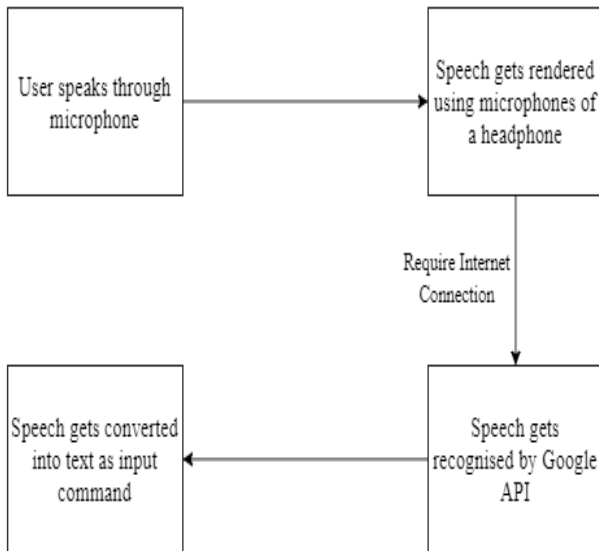 User speaks through
microphone
Speech gets rendered
using microphones of
a headphone
Require Internet
Connection
Speech gets
recognised by Google
API
Speech gets converted
into text as input
command